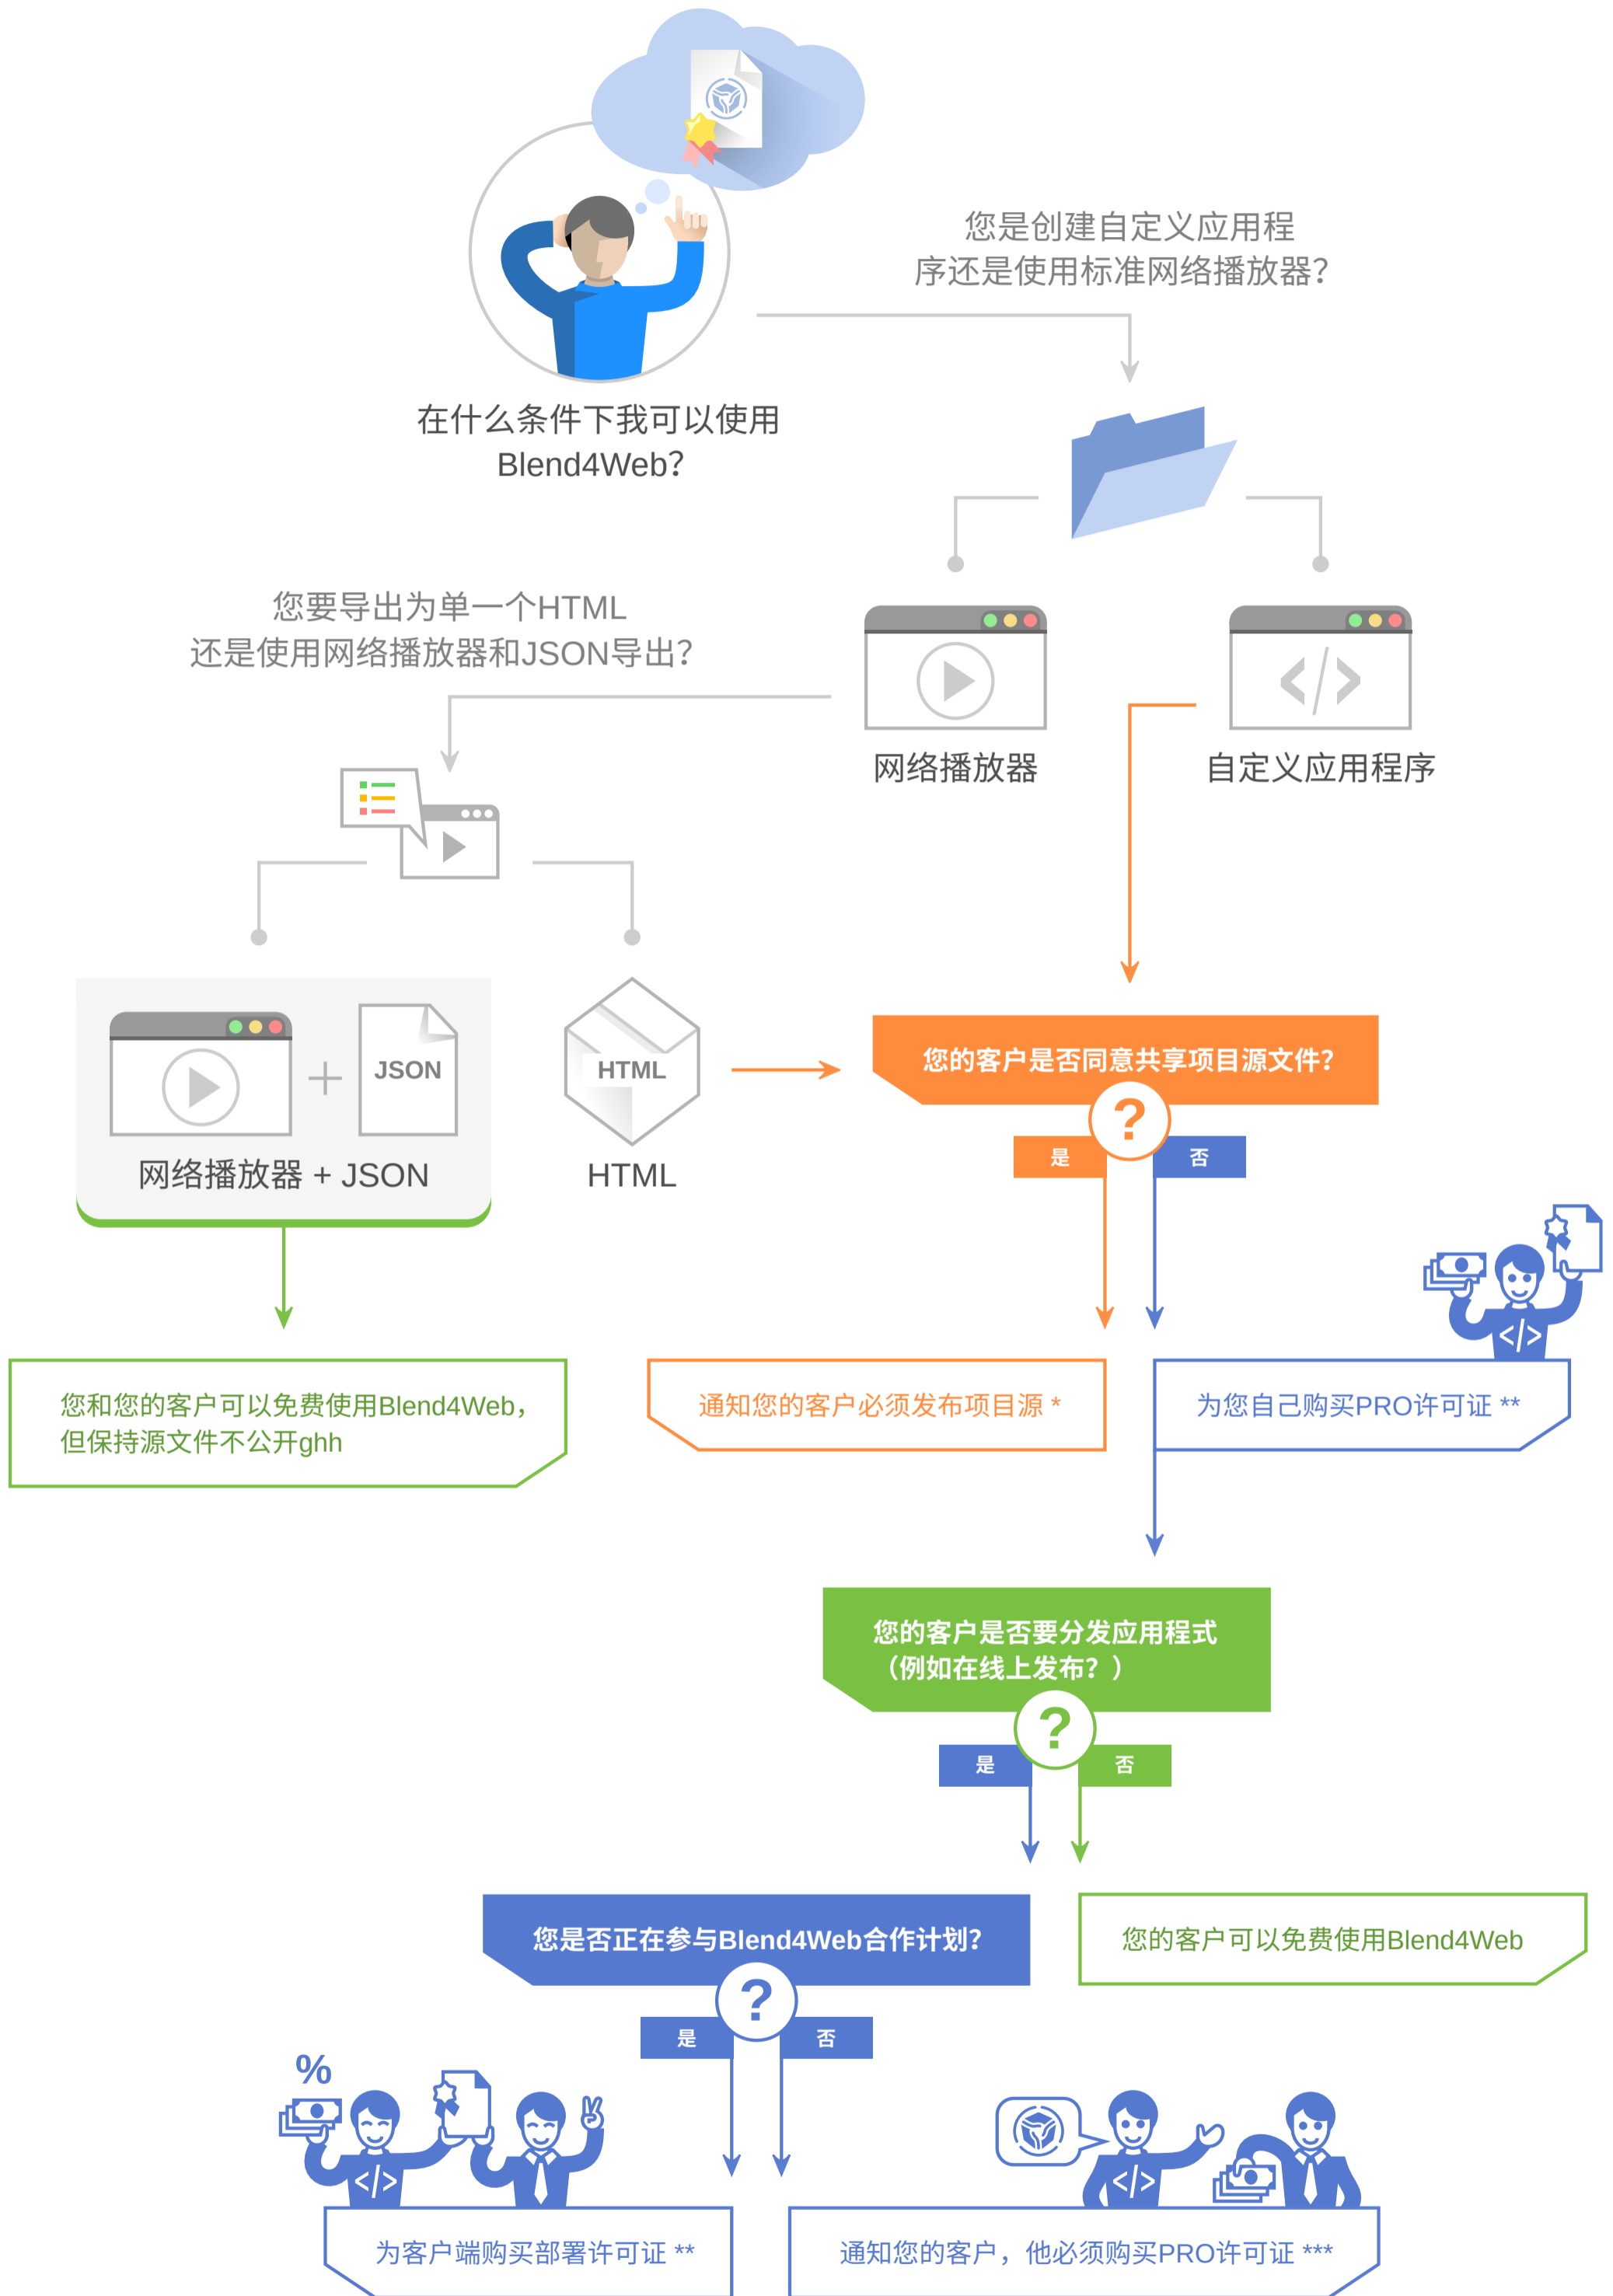 您是创建自定义应用程
序还是使用标准网络播放器？
在什么条件下我可以使用
Blend4Web？
您要导出为单一个HTML
还是使用网络播放器和JSON导出？
网络播放器
自定义应用程序
JSON
网络播放器 + JSON
HTML
HTML
您的客户是否同意共享项目源文件？
?
是
否
您和您的客户可以免费使用Blend4Web，
但保持源文件不公开ghh
通知您的客户必须发布项目源 *
为您自己购买PRO许可证 **
您的客户是否要分发应用程式
（例如在线上发布？）
?
是
否
您是否正在参与Blend4Web合作计划？
?
是
否
您的客户可以免费使用Blend4Web
%
为客户端购买部署许可证 **
通知您的客户，他必须购买PRO许可证 ***